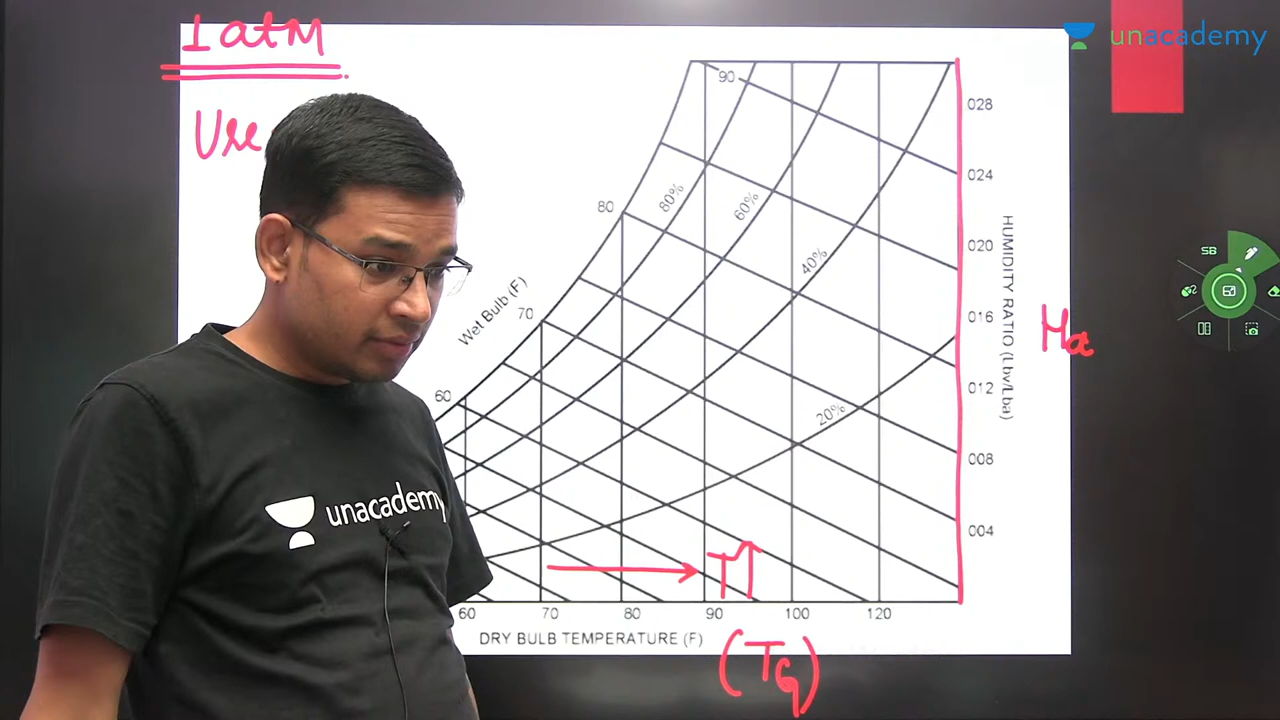 1 atm
unacademy
Use
90
028
024
80
80%
60%
020
40%
HUMIDITY RATIO (Lbv/Lba)
Wet Bulb (F)
70
016
Ha
012
60
20%
008
unacademy
004
T↑
60 70 80 90 100 120
DRY BULB TEMPERATURE (F)
(TG)
SB